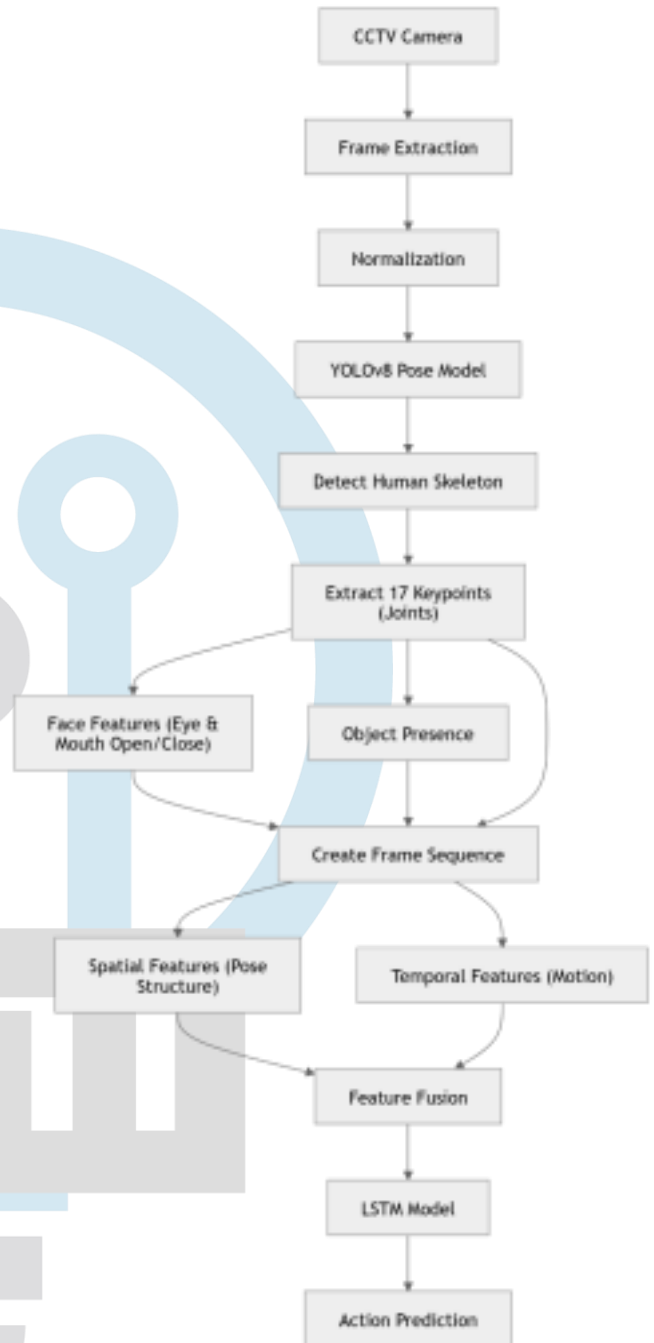 CCTV Camera
Frame Extraction
Normalization
YOLOv8 Pose Model
Detect Human Skeleton
Extract 17 Keypoints
(Joints)
Face Features (Eye &
Mouth Open/Close)
Object Presence
Create Frame Sequence
Spatial Features (Pose
Structure)
Temporal Features (Motion)
Feature Fusion
LSTM Model
Action Prediction